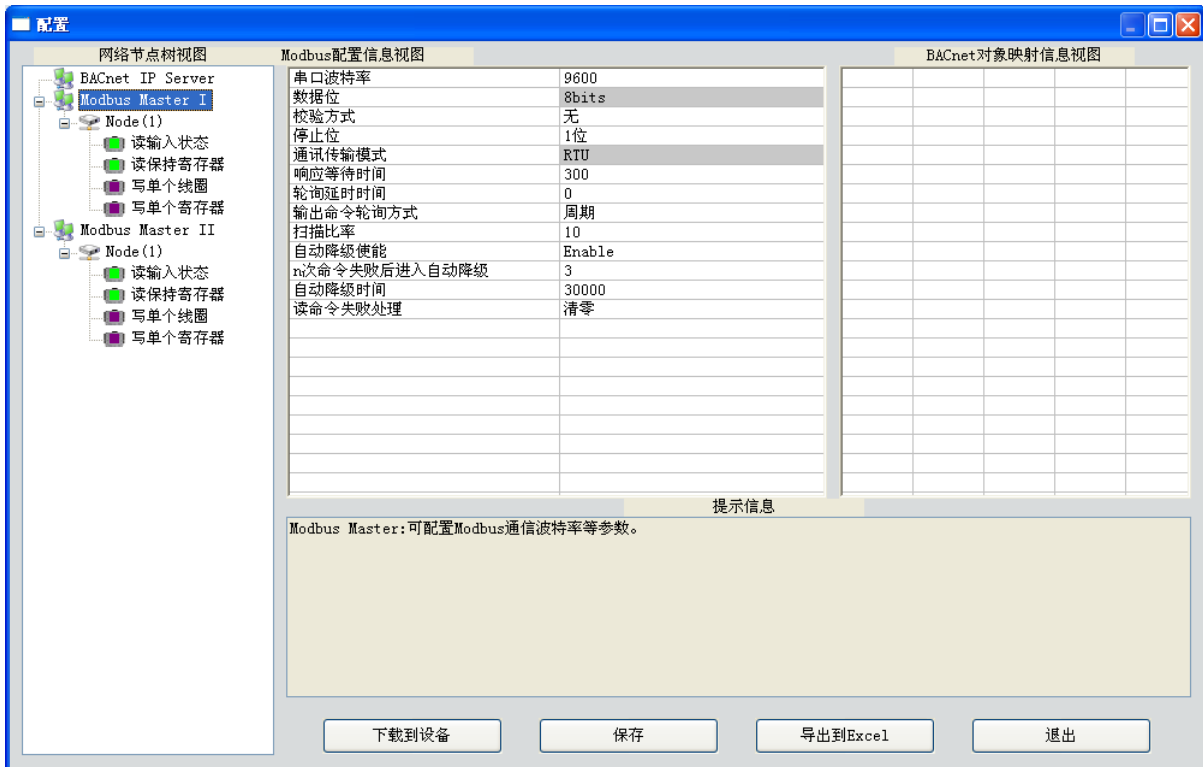 配置
网络节点树视图
BACnet IP Server
Modbus Master I
Node(1)
读输入状态
读保持寄存器
写单个线圈
写单个寄存器
Modbus Master II
Node(1)
读输入状态
读保持寄存器
写单个线圈
写单个寄存器
Modbus配置信息视图
串口波特率 9600
数据位 8bits
校验方式 无
停止位 1位
通讯传输模式 RTU
响应等待时间 300
轮询延时时间 0
输出命令轮询方式 周期
扫描比率 10
自动降级使能 Enable
n次命令失败后进入自动降级 3
自动降级时间 30000
读命令失败处理 清零
BACnet对象映射信息视图
提示信息
Modbus Master:可配置Modbus通信波特率等参数。
下载到设备 保存 导出到Excel 退出